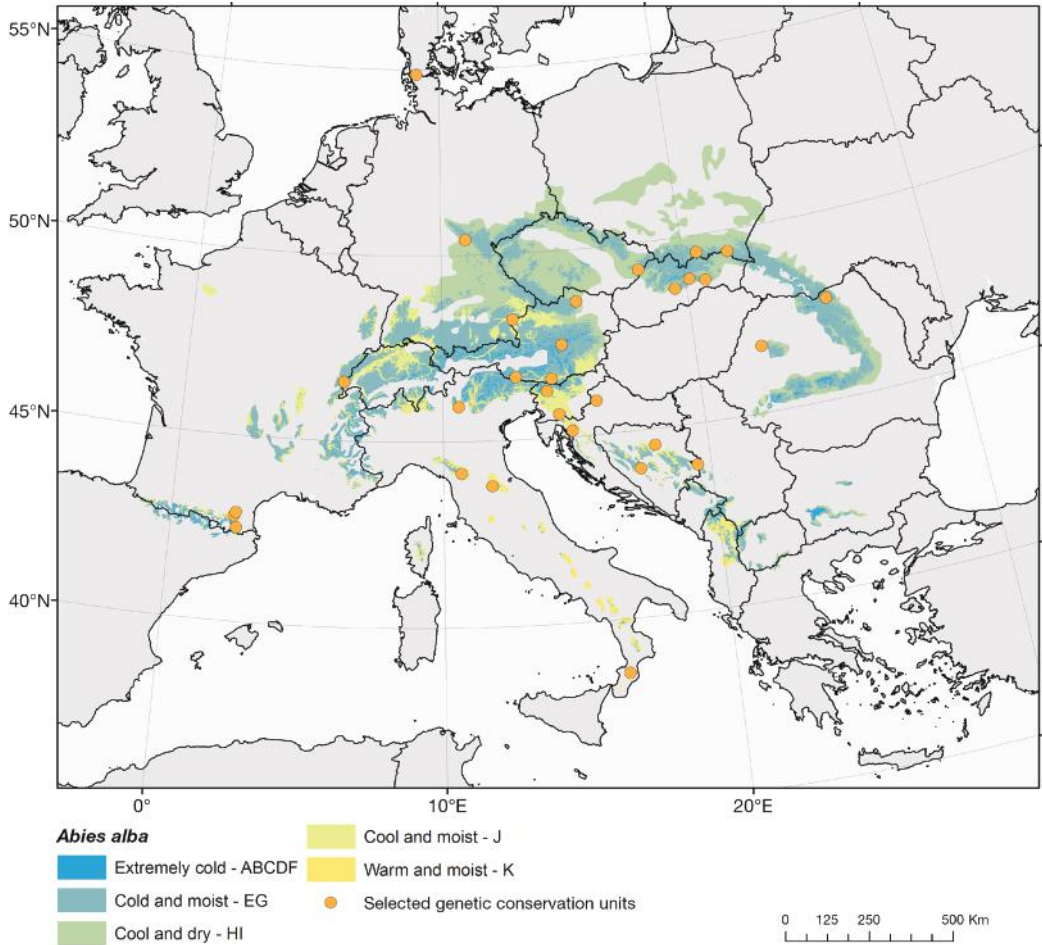 55°N
50°N
45°N
40°N
0°
10°E
20°E
Abies alba
Extremely cold - ABCDF
Cold and moist - EG
Cool and dry - HI
Cool and moist - J
Warm and moist - K
Selected genetic conservation units
0 125 250 500 Km